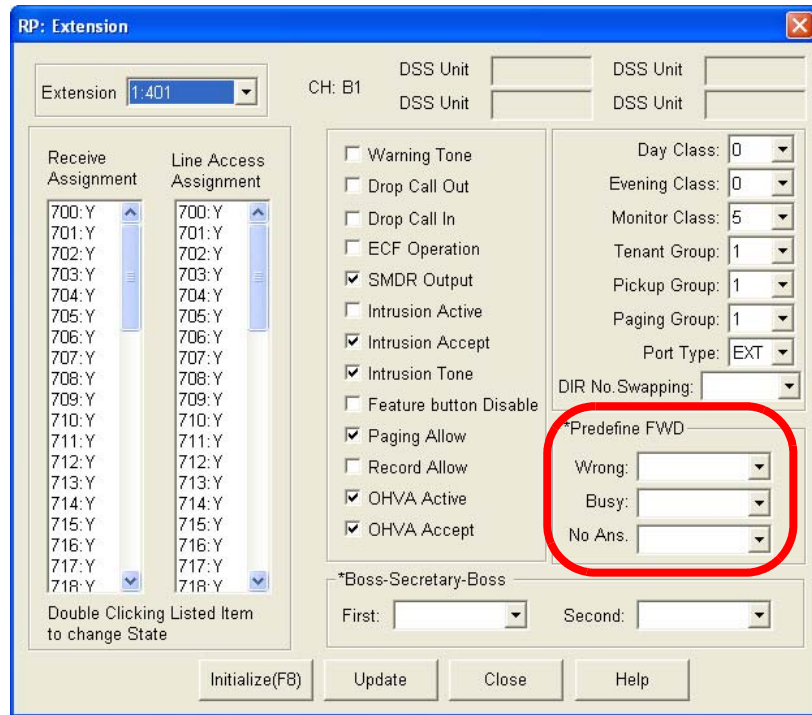 RP: Extension
Extension 1:401
CH: B1
DSS Unit
DSS Unit
DSS Unit
DSS Unit
Receive Assignment
Line Access Assignment
700:Y 700:Y
701:Y 701:Y
702:Y 702:Y
703:Y 703:Y
704:Y 704:Y
705:Y 705:Y
706:Y 706:Y
707:Y 707:Y
708:Y 708:Y
709:Y 709:Y
710:Y 710:Y
711:Y 711:Y
712:Y 712:Y
713:Y 713:Y
714:Y 714:Y
715:Y 715:Y
716:Y 716:Y
717:Y 717:Y
718:Y 718:Y
Double Clicking Listed Item
to change State
Warning Tone
Drop Call Out
Drop Call In
ECF Operation
SMDR Output
Intrusion Active
Intrusion Accept
Intrusion Tone
Feature button Disable
Paging Allow
Record Allow
OHVA Active
OHVA Accept
Day Class: 0
Evening Class: 0
Monitor Class: 5
Tenant Group: 1
Pickup Group: 1
Paging Group: 1
Port Type: EXT
DIR No.Swapping:
*Predefine FWD
Wrong:
Busy:
No Ans.
*Boss-Secretary-Boss
First:
Second:
Initialize(F8)
Update
Close
Help